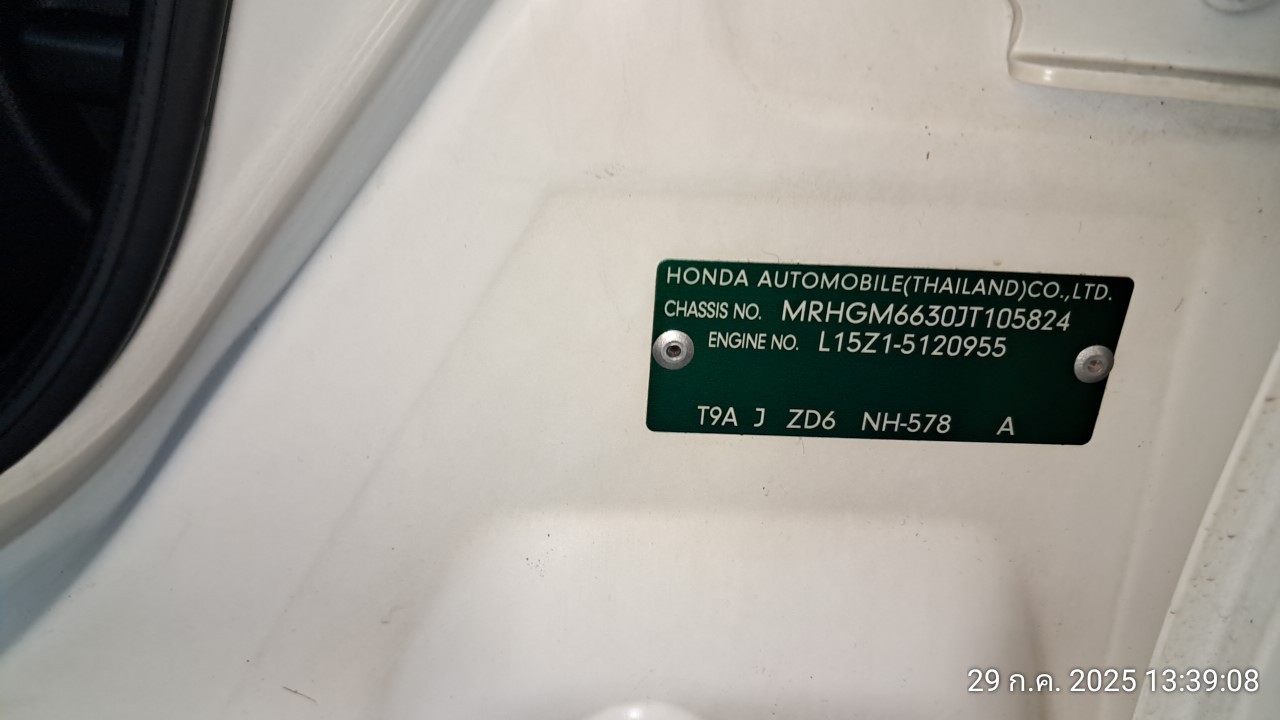 HONDA AUTOMOBILE(THAILAND)CO.,LTD.
CHASSIS NO. MRHGM6630JT105824
ENGINE NO. L15Z1-5120955
T9A J ZD6 NH-578 A
29 ก.ค. 2025 13:39:08